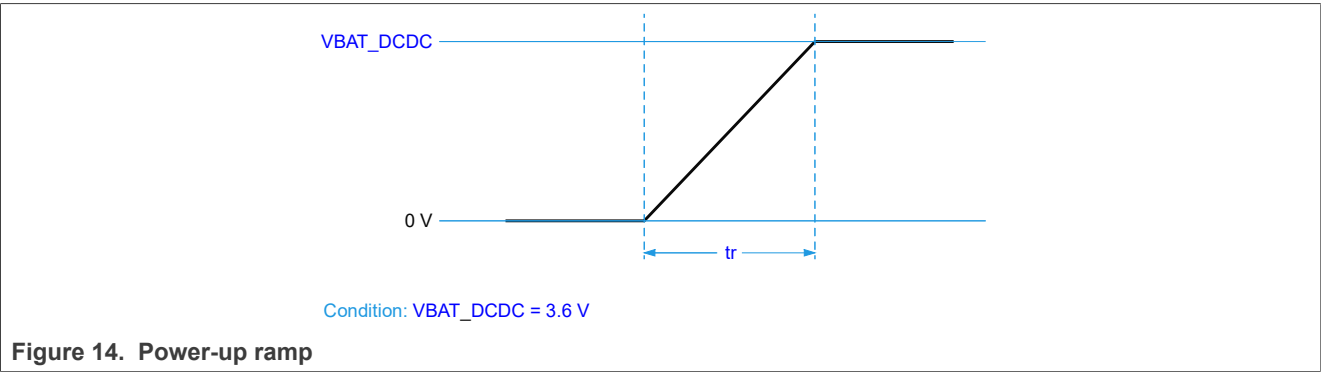 VBAT_DCDC
0 V
tr
Condition: VBAT_DCDC = 3.6 V
Figure 14. Power-up ramp